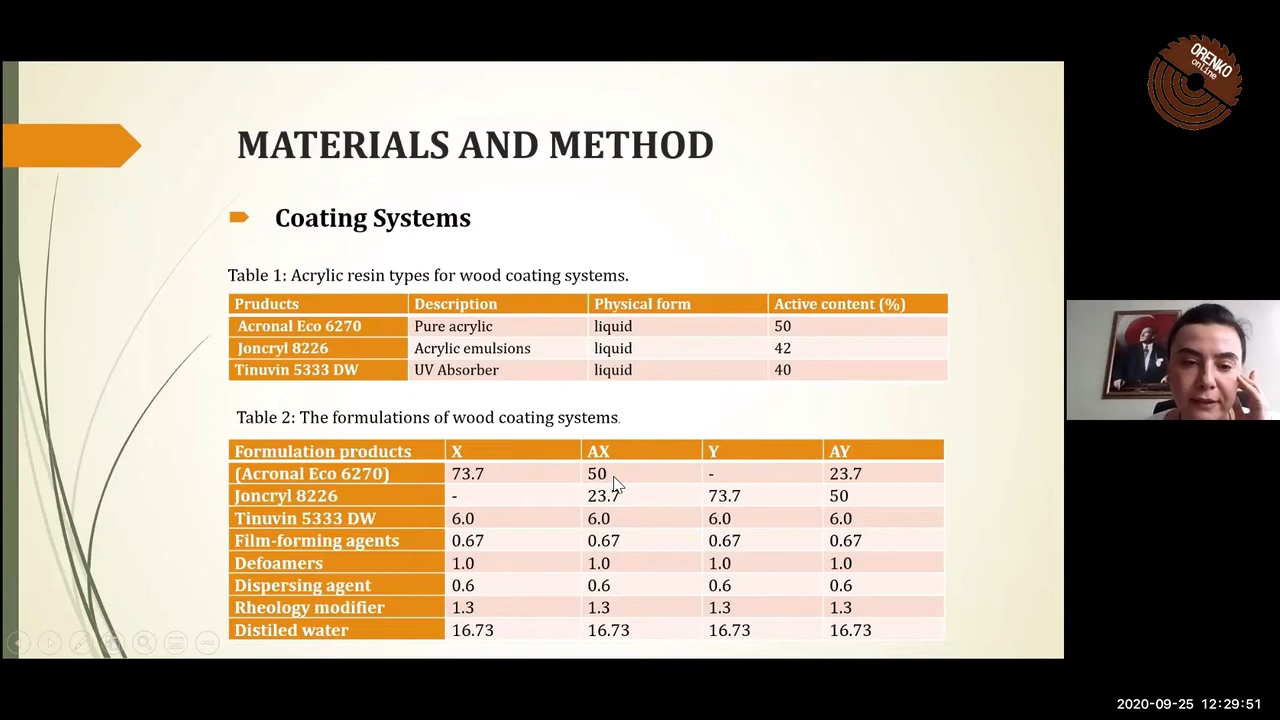 ORENKO
online
MATERIALS AND METHOD
Coating Systems
Table 1: Acrylic resin types for wood coating systems.
Pruducts Description Physical form Active content (%)
Acronal Eco 6270 Pure acrylic liquid 50
Joncryl 8226 Acrylic emulsions liquid 42
Tinuvin 5333 DW UV Absorber liquid 40
Table 2: The formulations of wood coating systems.
Formulation products X AX Y AY
(Acronal Eco 6270) 73.7 50 - 23.7
Joncryl 8226 - 23.7 73.7 50
Tinuvin 5333 DW 6.0 6.0 6.0 6.0
Film-forming agents 0.67 0.67 0.67 0.67
Defoamers 1.0 1.0 1.0 1.0
Dispersing agent 0.6 0.6 0.6 0.6
Rheology modifier 1.3 1.3 1.3 1.3
Distiled water 16.73 16.73 16.73 16.73
2020-09-25 12:29:51